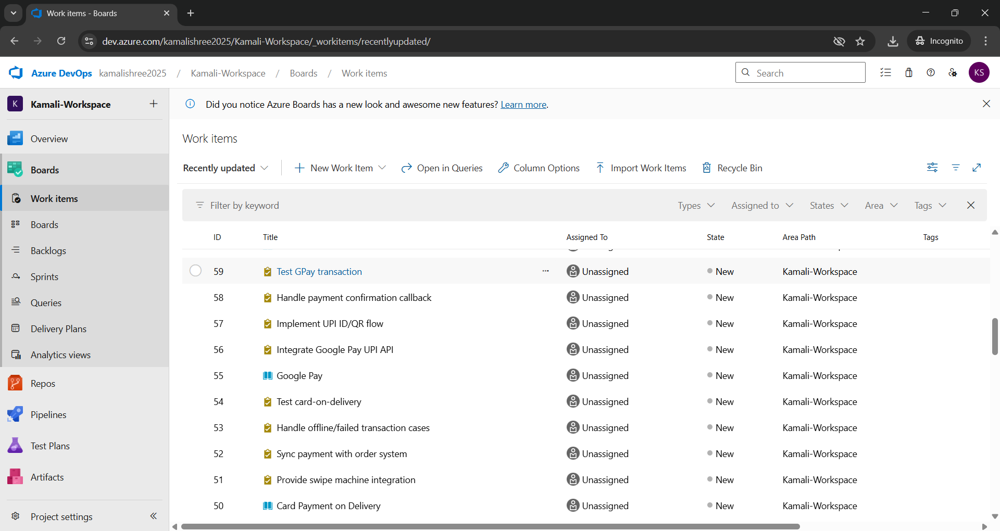 Work items - Boards
dev.azure.com/kamalishree2025/Kamali-Workspace/_workitems/recentlyupdated/
Incognito
Azure DevOps kamalishree2025 / Kamali-Workspace / Boards / Work items
Search
KS
K Kamali-Workspace
Did you notice Azure Boards has a new look and awesome new features? Learn more.
Overview
Boards
Work items
Boards
Backlogs
Sprints
Queries
Delivery Plans
Analytics views
Repos
Pipelines
Test Plans
Artifacts
Project settings
Work items
Recently updated New Work Item Open in Queries Column Options Import Work Items Recycle Bin
Filter by keyword Types Assigned to States Area Tags
ID Title Assigned To State Area Path Tags
59 Test GPay transaction ... Unassigned New Kamali-Workspace
58 Handle payment confirmation callback Unassigned New Kamali-Workspace
57 Implement UPI ID/QR flow Unassigned New Kamali-Workspace
56 Integrate Google Pay UPI API Unassigned New Kamali-Workspace
55 Google Pay Unassigned New Kamali-Workspace
54 Test card-on-delivery Unassigned New Kamali-Workspace
53 Handle offline/failed transaction cases Unassigned New Kamali-Workspace
52 Sync payment with order system Unassigned New Kamali-Workspace
51 Provide swipe machine integration Unassigned New Kamali-Workspace
50 Card Payment on Delivery Unassigned New Kamali-Workspace